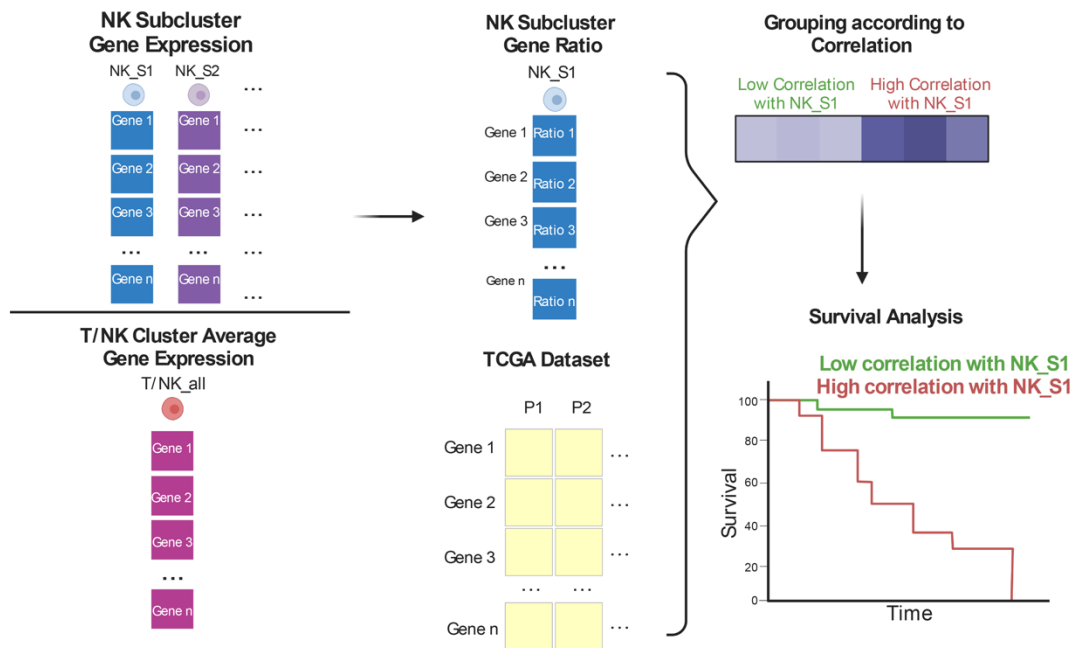 NK Subcluster
Gene Expression
NK_S1
NK_S2
...
Gene 1
Gene 1
...
Gene 2
Gene 2
...
Gene 3
Gene 3
...
...
...
...
Gene n
Gene n
...
T/NK Cluster Average
Gene Expression
T/NK_all
Gene 1
Gene 2
Gene 3
...
Gene n
NK Subcluster
Gene Ratio
NK_S1
Gene 1
Ratio 1
Gene 2
Ratio 2
Gene 3
Ratio 3
...
Gene n
Ratio n
TCGA Dataset
P1
P2
Gene 1
...
Gene 2
...
Gene 3
...
...
...
Gene n
...
Grouping according to
Correlation
Low Correlation
with NK_S1
High Correlation
with NK_S1
Survival Analysis
Low correlation with NK_S1
High correlation with NK_S1
100
80
60
40
20
0
Survival
Time